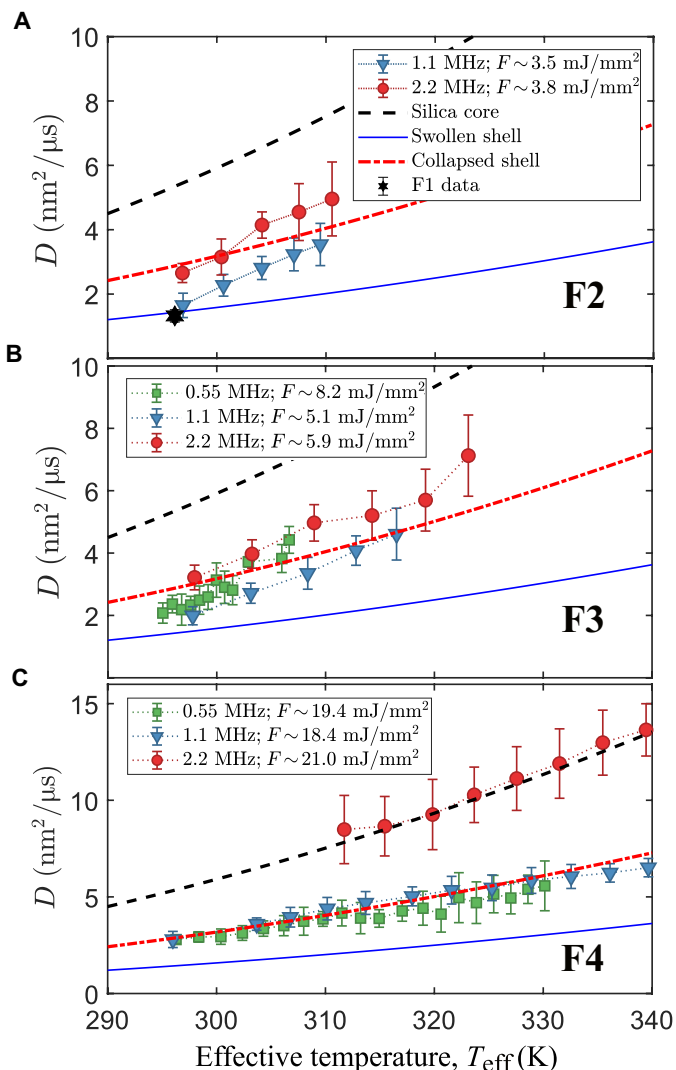 A
10
8
6
4
2
D (nm²/μs)
1.1 MHz; F ∼ 3.5 mJ/mm²
2.2 MHz; F ∼ 3.8 mJ/mm²
Silica core
Swollen shell
Collapsed shell
F1 data
F2
B
10
8
6
4
2
D (nm²/μs)
0.55 MHz; F ∼ 8.2 mJ/mm²
1.1 MHz; F ∼ 5.1 mJ/mm²
2.2 MHz; F ∼ 5.9 mJ/mm²
F3
C
15
10
5
0
D (nm²/μs)
0.55 MHz; F ∼ 19.4 mJ/mm²
1.1 MHz; F ∼ 18.4 mJ/mm²
2.2 MHz; F ∼ 21.0 mJ/mm²
F4
290 300 310 320 330 340
Effective temperature, Teff (K)